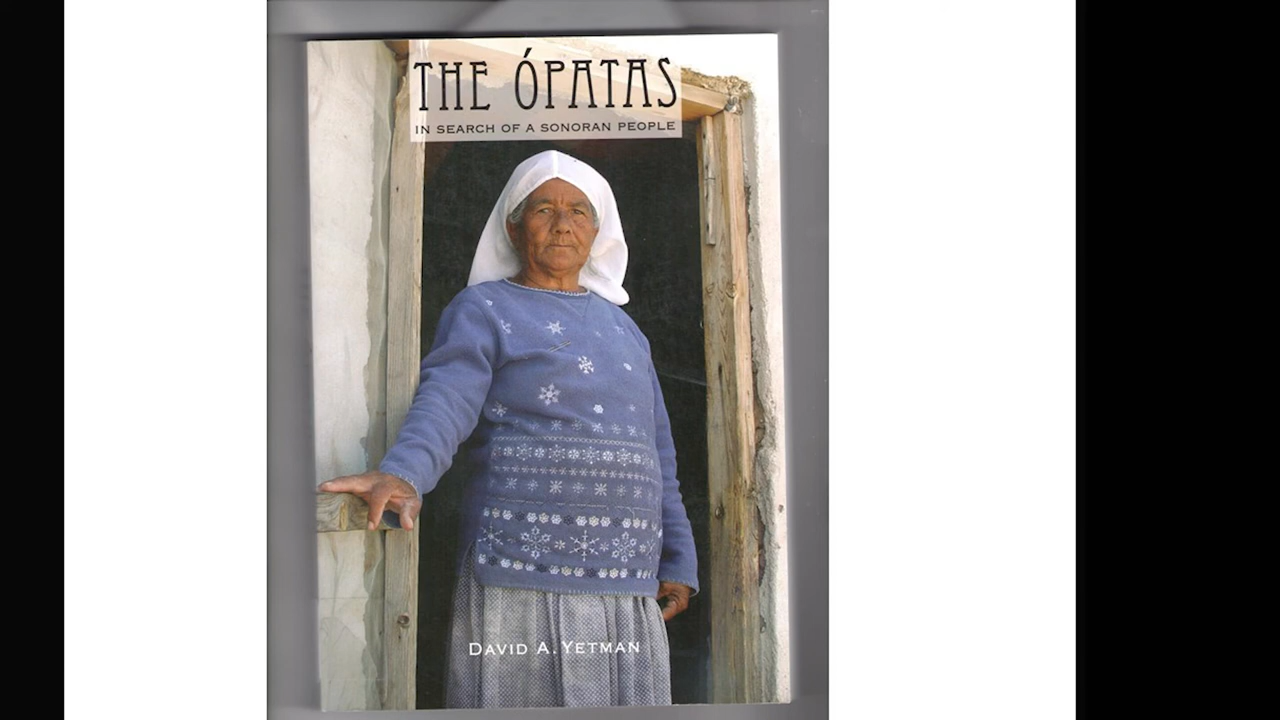 THE ÓPATAS
IN SEARCH OF A SONORAN PEOPLE
DAVID A. YETMAN